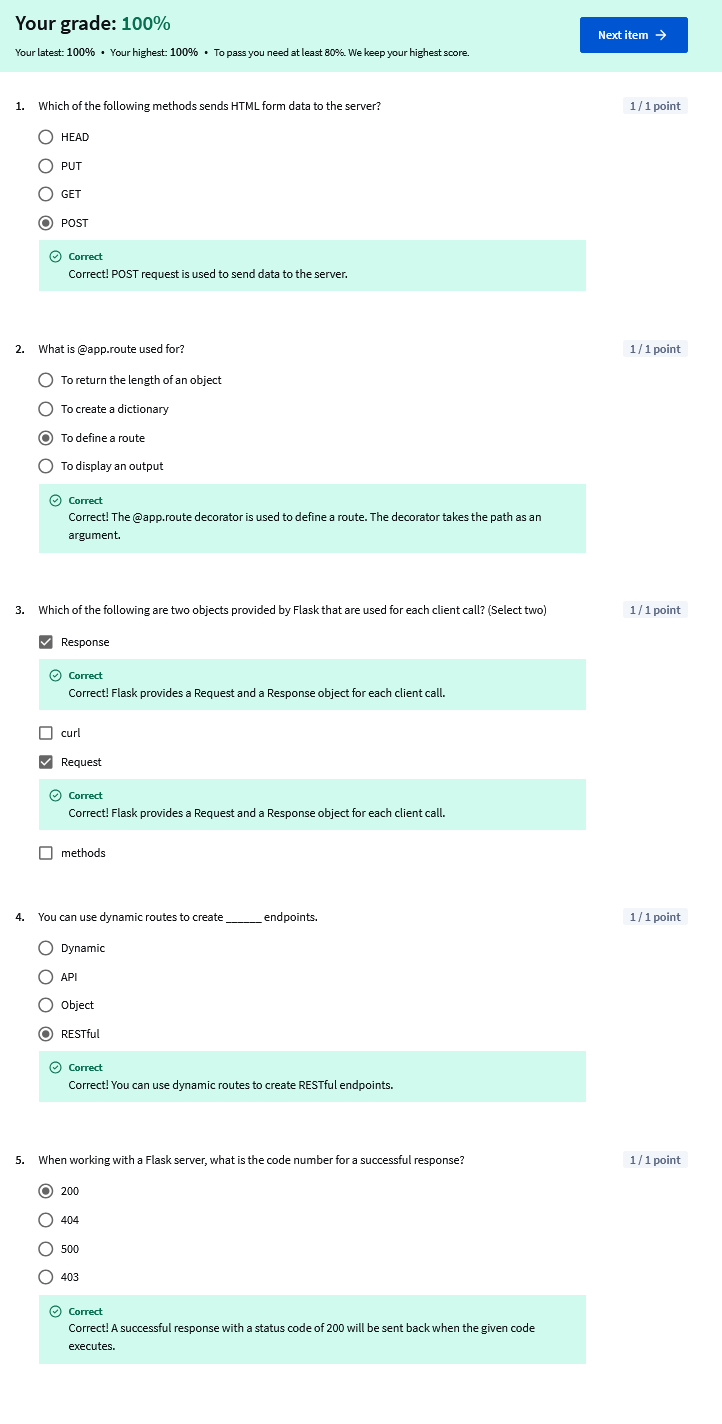 Your grade: 100%
Next item →
Your latest: 100% • Your highest: 100% • To pass you need at least 80%. We keep your highest score.
1. Which of the following methods sends HTML form data to the server? 1 / 1 point
HEAD
PUT
GET
POST
Correct
Correct! POST request is used to send data to the server.
2. What is @app.route used for? 1 / 1 point
To return the length of an object
To create a dictionary
To define a route
To display an output
Correct
Correct! The @app.route decorator is used to define a route. The decorator takes the path as an
argument.
3. Which of the following are two objects provided by Flask that are used for each client call? (Select two) 1 / 1 point
Response
Correct
Correct! Flask provides a Request and a Response object for each client call.
curl
Request
Correct
Correct! Flask provides a Request and a Response object for each client call.
methods
4. You can use dynamic routes to create ______ endpoints. 1 / 1 point
Dynamic
API
Object
RESTful
Correct
Correct! You can use dynamic routes to create RESTful endpoints.
5. When working with a Flask server, what is the code number for a successful response? 1 / 1 point
200
404
500
403
Correct
Correct! A successful response with a status code of 200 will be sent back when the given code
executes.